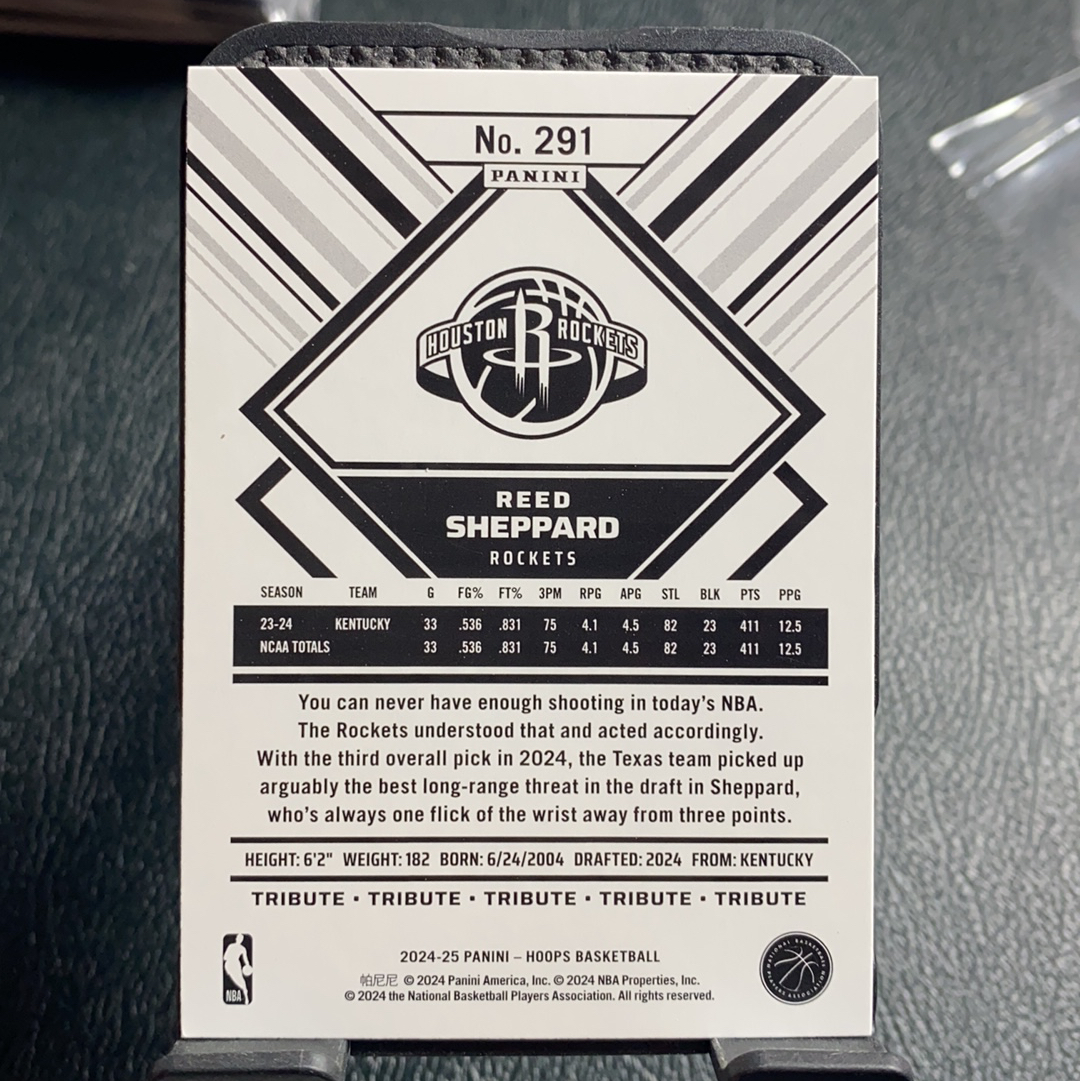 No. 291
PANINI
HOUSTON ROCKETS
REED
SHEPPARD
ROCKETS
SEASON TEAM G FG% FT% 3PM RPG APG STL BLK PTS PPG
23-24 KENTUCKY 33 .536 .831 75 4.1 4.5 82 23 411 12.5
NCAA TOTALS 33 .536 .831 75 4.1 4.5 82 23 411 12.5
You can never have enough shooting in today's NBA.
The Rockets understood that and acted accordingly.
With the third overall pick in 2024, the Texas team picked up
arguably the best long-range threat in the draft in Sheppard,
who's always one flick of the wrist away from three points.
HEIGHT: 6'2" WEIGHT: 182 BORN: 6/24/2004 DRAFTED: 2024 FROM: KENTUCKY
TRIBUTE • TRIBUTE • TRIBUTE • TRIBUTE • TRIBUTE
2024-25 PANINI – HOOPS BASKETBALL
帕尼尼 © 2024 Panini America, Inc. © 2024 NBA Properties, Inc.
© 2024 the National Basketball Players Association. All rights reserved.
NBA
NATIONAL BASKETBALL PLAYERS ASSOCIATION